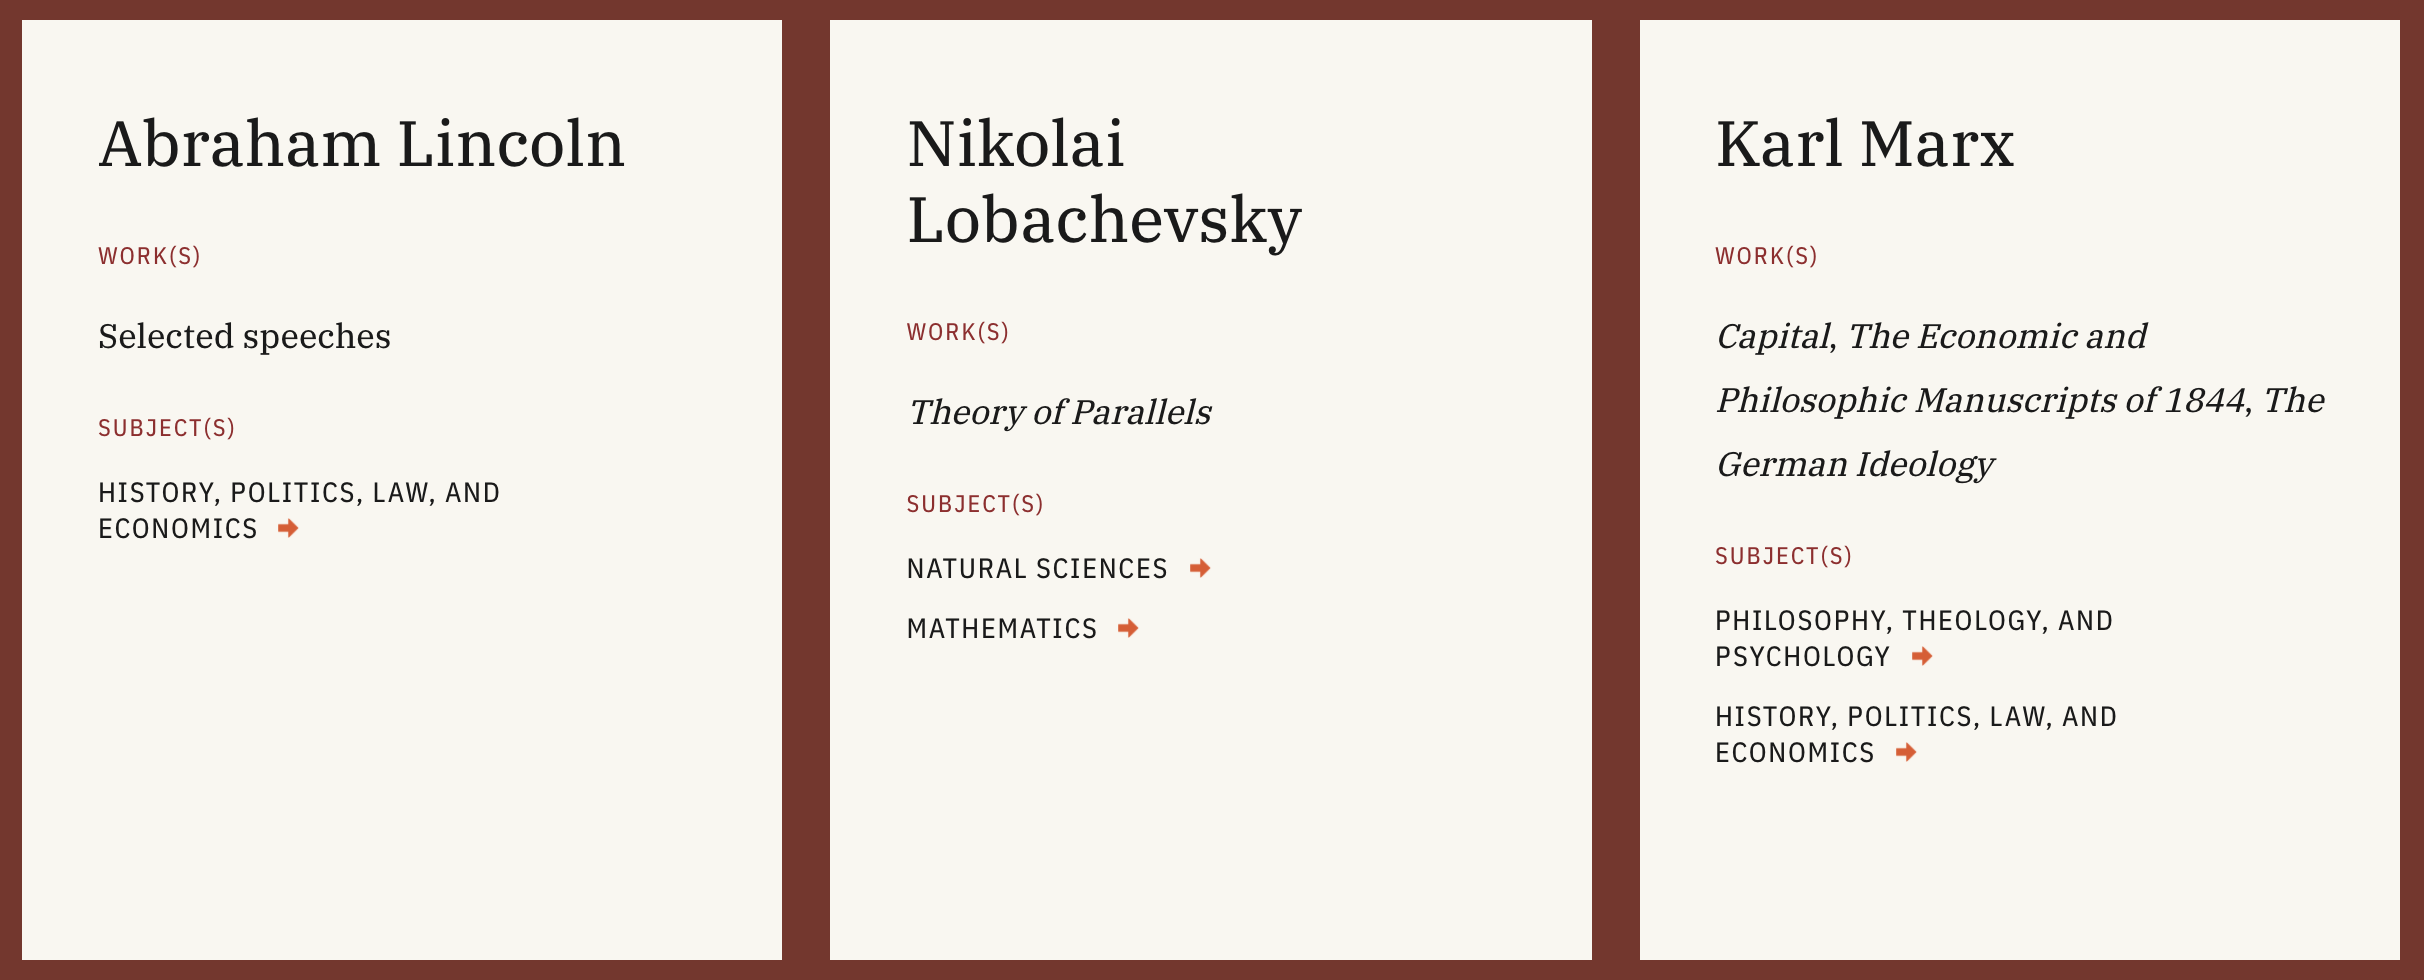 Abraham Lincoln
WORK(S)
Selected speeches
SUBJECT(S)
HISTORY, POLITICS, LAW, AND
ECONOMICS
Nikolai
Lobachevsky
WORK(S)
Theory of Parallels
SUBJECT(S)
NATURAL SCIENCES
MATHEMATICS
Karl Marx
WORK(S)
Capital, The Economic and
Philosophic Manuscripts of 1844, The
German Ideology
SUBJECT(S)
PHILOSOPHY, THEOLOGY, AND
PSYCHOLOGY
HISTORY, POLITICS, LAW, AND
ECONOMICS